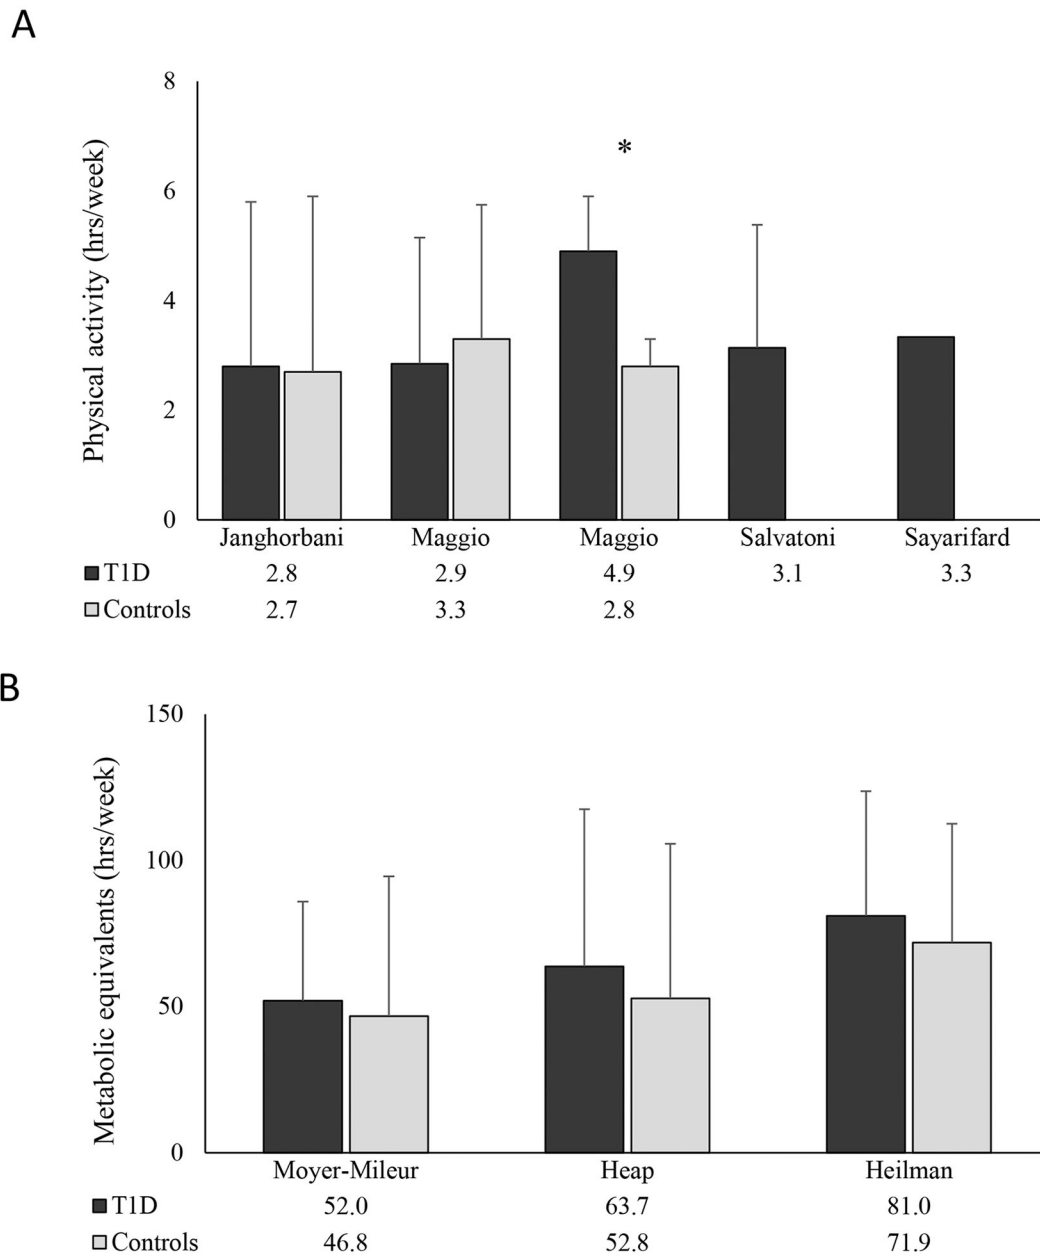 A
Physical activity (hrs/week)
8
6
4
2
0
*
Janghorbani Maggio Maggio Salvatoni Sayarifard
T1D 2.8 2.9 4.9 3.1 3.3
Controls 2.7 3.3 2.8
B
Metabolic equivalents (hrs/week)
150
100
50
0
Moyer-Mileur Heap Heilman
T1D 52.0 63.7 81.0
Controls 46.8 52.8 71.9